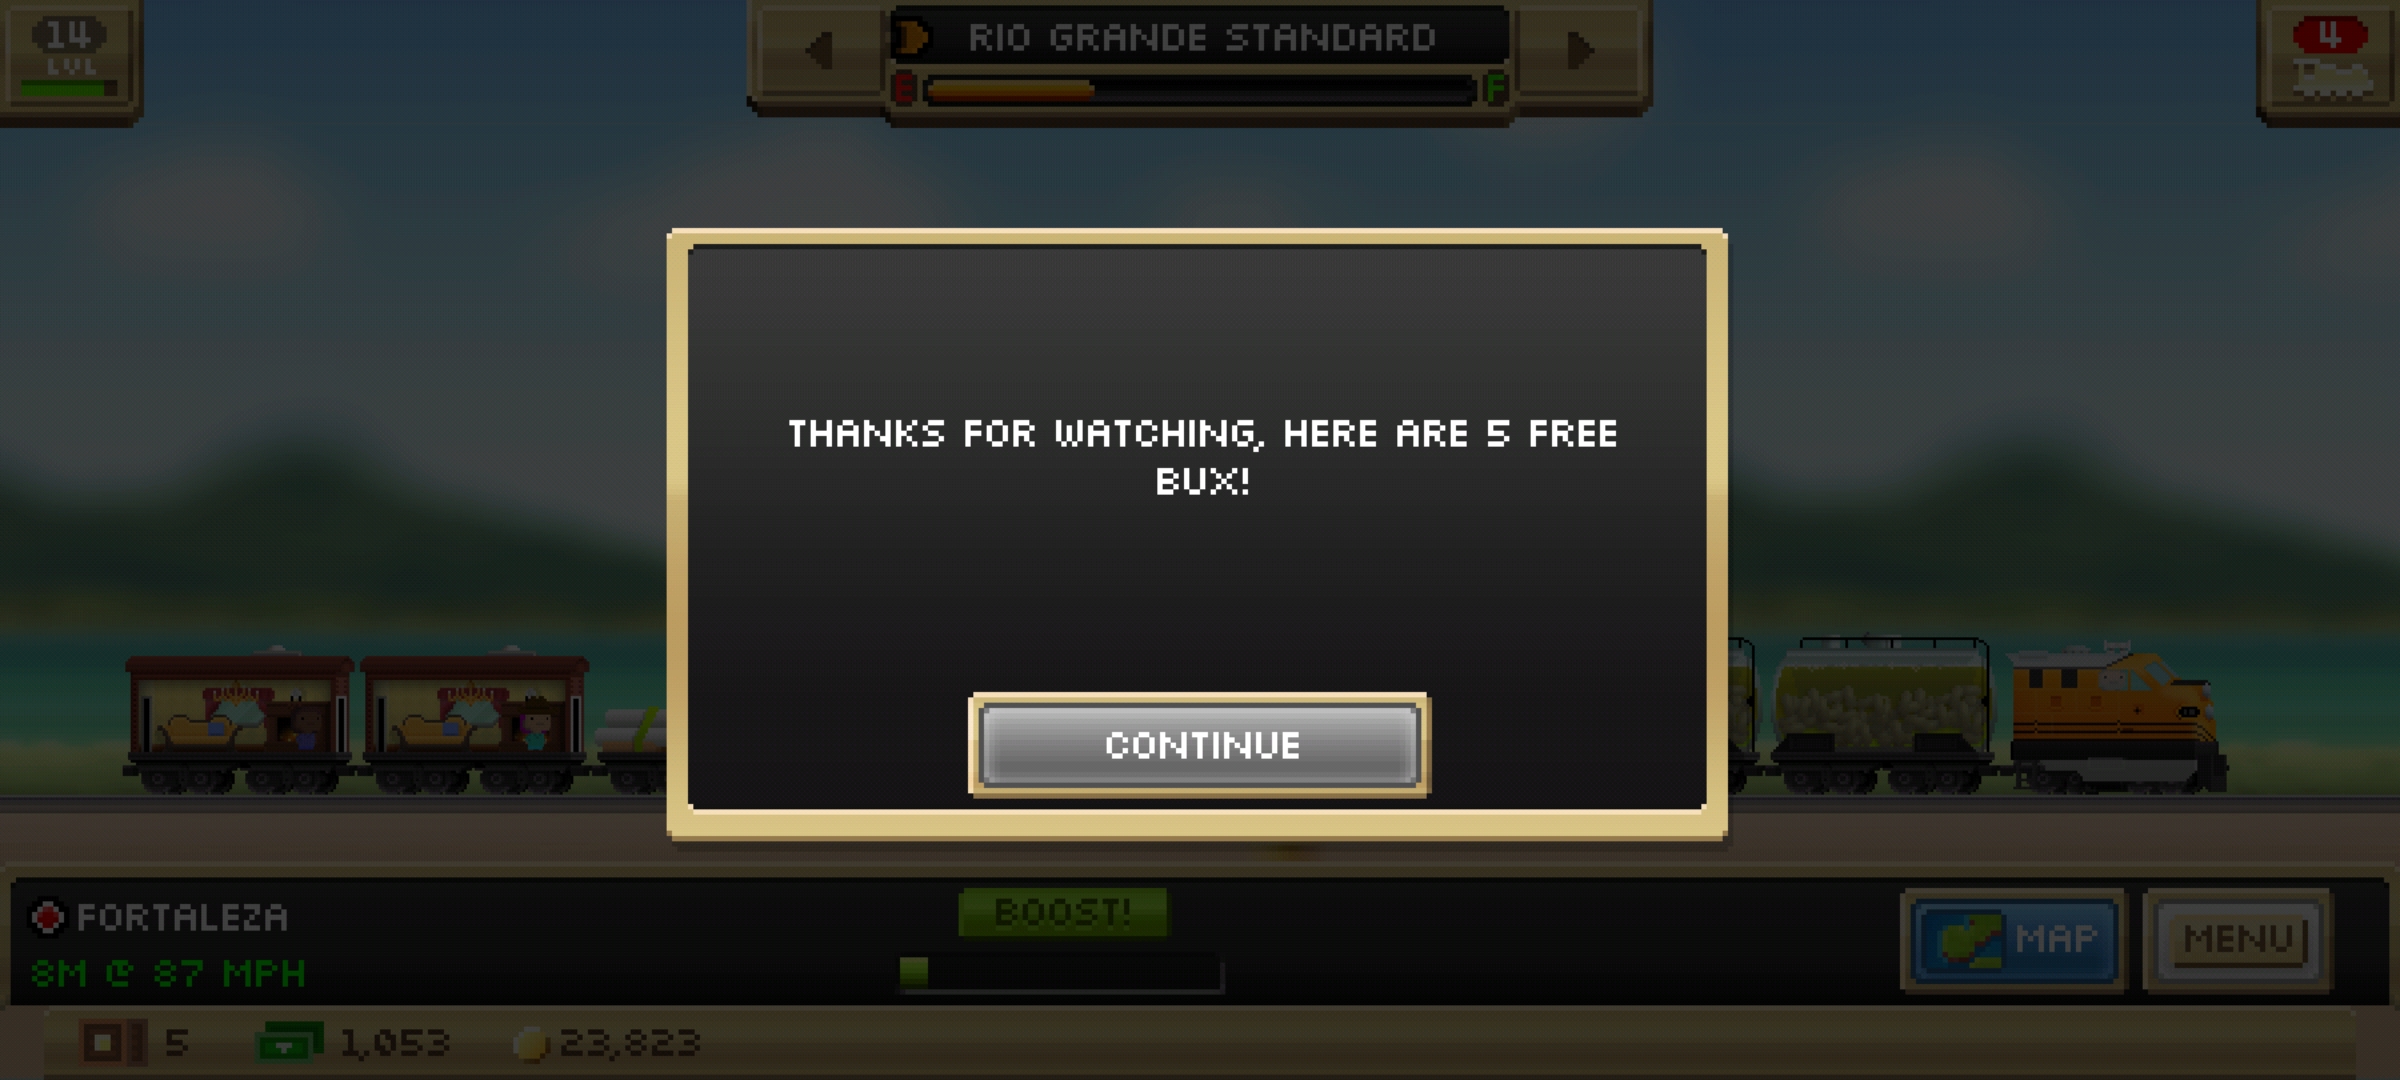 14
LVL
RIO GRANDE STANDARD
E F
4
THANKS FOR WATCHING, HERE ARE 5 FREE
BUX!
CONTINUE
FORTALEZA
8M @ 87 MPH
BOOST!
MAP
MENU
5 1,053 23,823